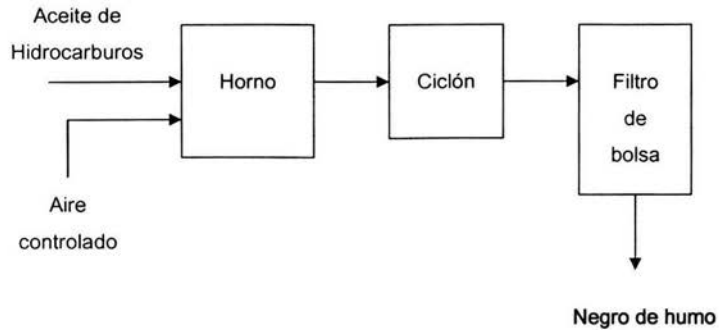 Aceite de
Hidrocarburos
Horno
Ciclón
Filtro
de
bolsa
Aire
controlado
Negro de humo